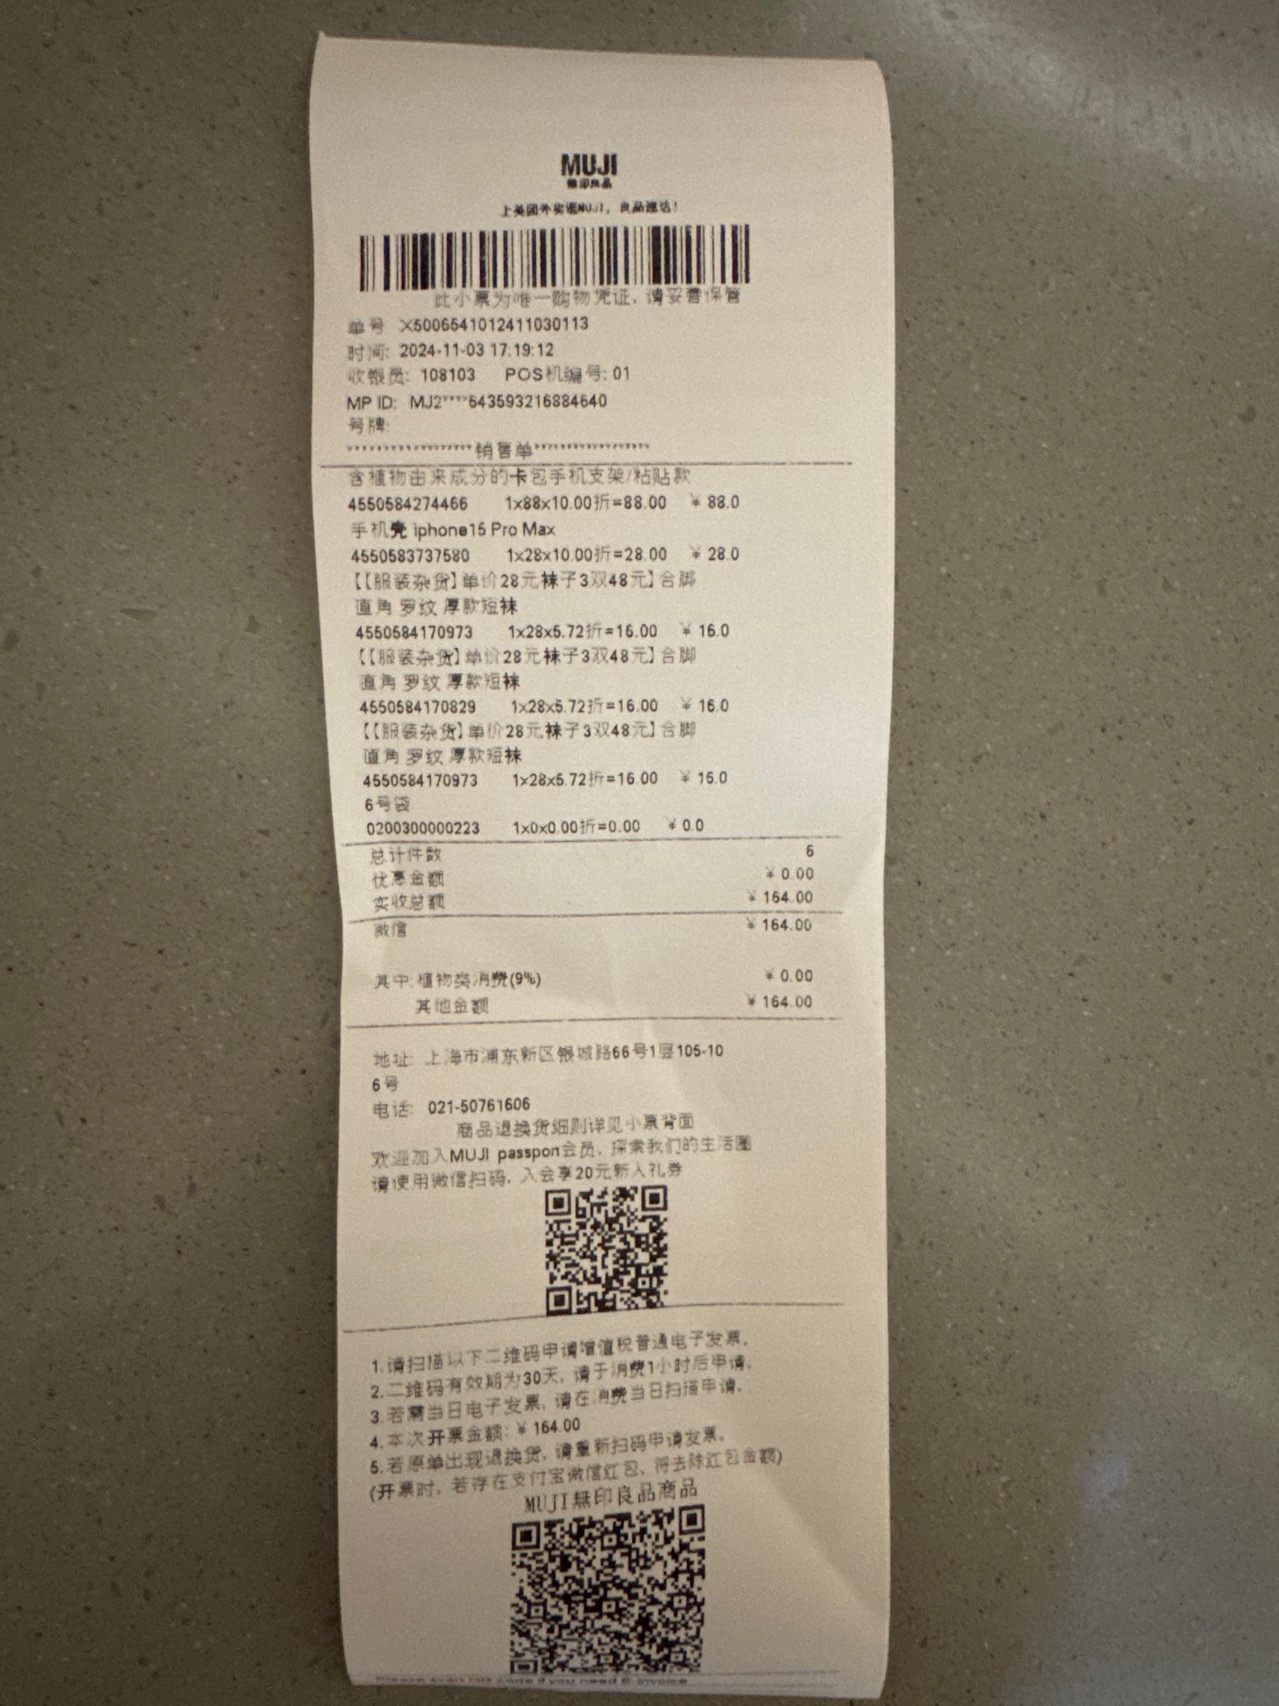 MUJI
無印良品
上美团外卖逛MUJI，良品速达！
此小票为唯一购物凭证，请妥善保管
单号 X5006541012411030113
时间: 2024-11-03 17:19:12
收银员: 108103 POS机编号: 01
MP ID: MJ2****643593216884640
号牌:
******************销售单******************
含植物由来成分的卡包手机支架/粘贴款
4550584274466 1x88x10.00折=88.00 ￥88.0
手机壳 iphone15 Pro Max
4550583737580 1x28x10.00折=28.00 ￥28.0
【【服装杂货】单价28元袜子3双48元】合脚
直角 罗纹 厚款短袜
4550584170973 1x28x5.72折=16.00 ￥16.0
【【服装杂货】单价28元袜子3双48元】合脚
直角 罗纹 厚款短袜
4550584170829 1x28x5.72折=16.00 ￥16.0
【【服装杂货】单价28元袜子3双48元】合脚
直角 罗纹 厚款短袜
4550584170973 1x28x5.72折=16.00 ￥16.0
6号袋
0200300000223 1x0x0.00折=0.00 ￥0.0
总计件数 6
优惠金额 ￥0.00
实收总额 ￥164.00
微信 ￥164.00
其中:植物类消费(9%) ￥0.00
其他金额 ￥164.00
地址: 上海市浦东新区银城路66号1层105-10
6号
电话: 021-50761606
商品退换货细则详见小票背面
欢迎加入MUJI passport会员，探索我们的生活圈
请使用微信扫码，入会享20元新人礼券
1.请扫描以下二维码申请增值税普通电子发票。
2.二维码有效期为30天，请于消费1小时后申请。
3.若需当日电子发票，请在消费当日扫描申请。
4.本次开票金额: ￥164.00
5.若原单出现退换货，请重新扫码申请发票。
(开票时，若存在支付宝微信红包，将去除红包金额)
MUJI無印良品商品